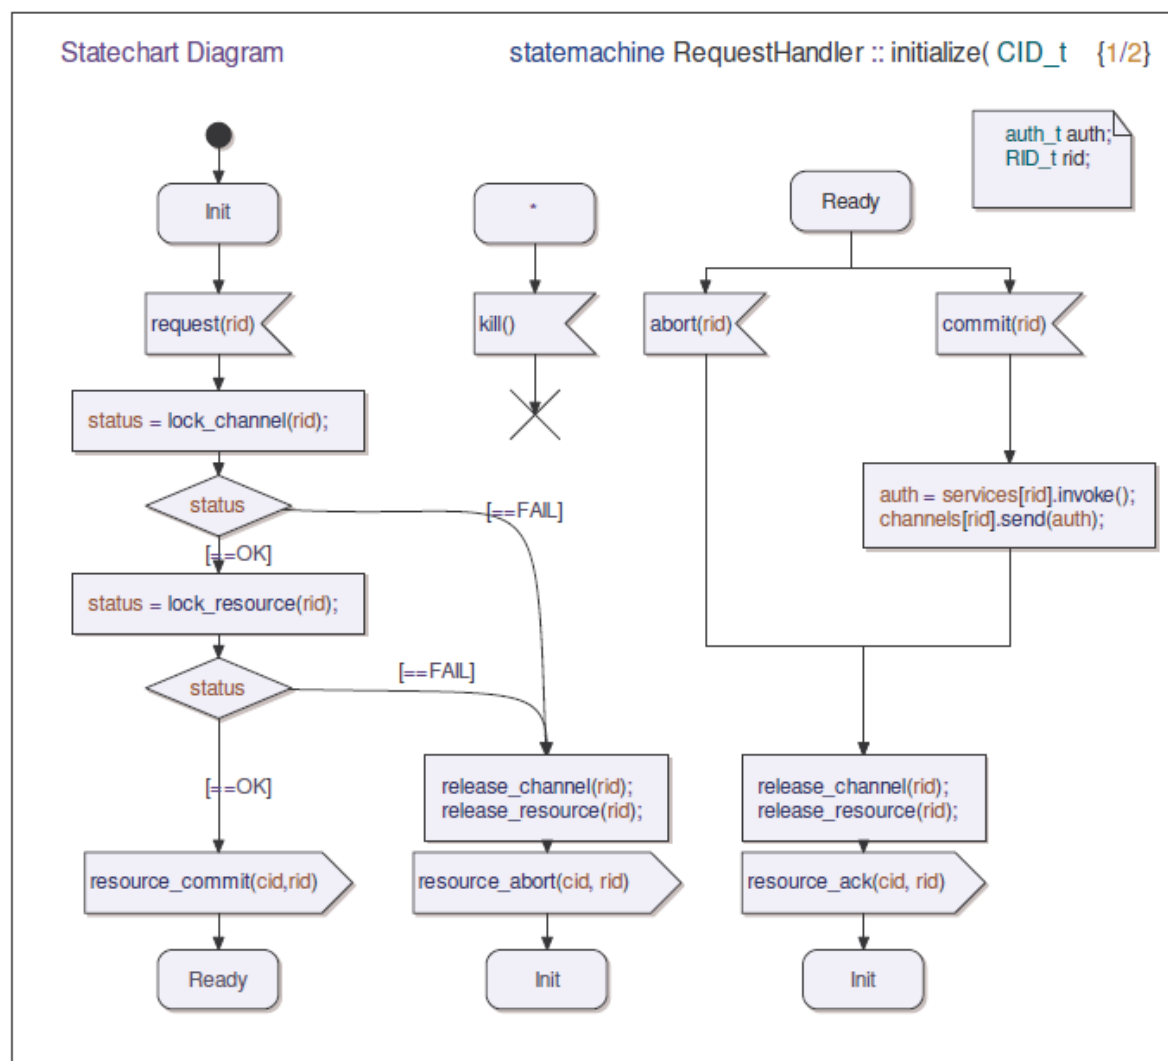 Statechart Diagram
statemachine RequestHandler :: initialize( CID_t {1/2}
auth_t auth;
RID_t rid;
Init
*
Ready
request(rid)
kill()
abort(rid)
commit(rid)
status = lock_channel(rid);
auth = services[rid].invoke();
channels[rid].send(auth);
status
[==FAIL]
[==OK]
status = lock_resource(rid);
status
[==FAIL]
[==OK]
release_channel(rid);
release_resource(rid);
release_channel(rid);
release_resource(rid);
resource_commit(cid,rid)
resource_abort(cid, rid)
resource_ack(cid, rid)
Ready
Init
Init